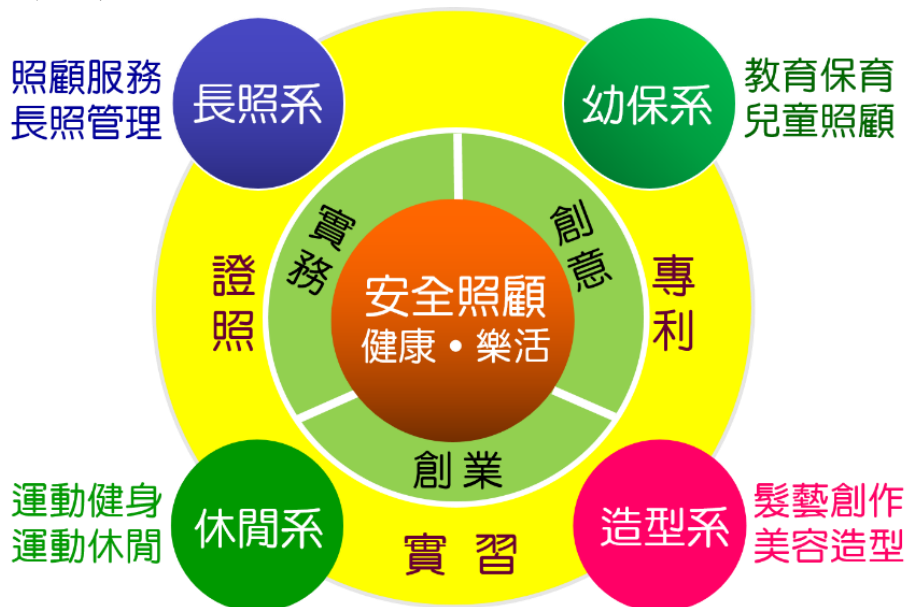 照顧服務
長照管理
長照系
幼保系
教育保育
兒童照顧
實務
創意
證照
安全照顧
健康•樂活
專利
創業
運動健身
運動休閒
休閒系
實習
造型系
髮藝創作
美容造型